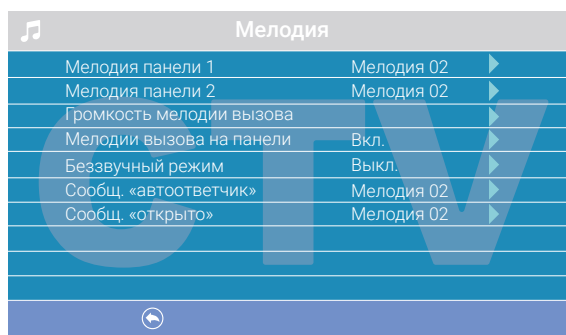 Мелодия
Мелодия панели 1 Мелодия 02
Мелодия панели 2 Мелодия 02
Громкость мелодии вызова
Мелодии вызова на панели Вкл.
Беззвучный режим Выкл.
Сообщ. «автоответчик» Мелодия 02
Сообщ. «открыто» Мелодия 02
CTV